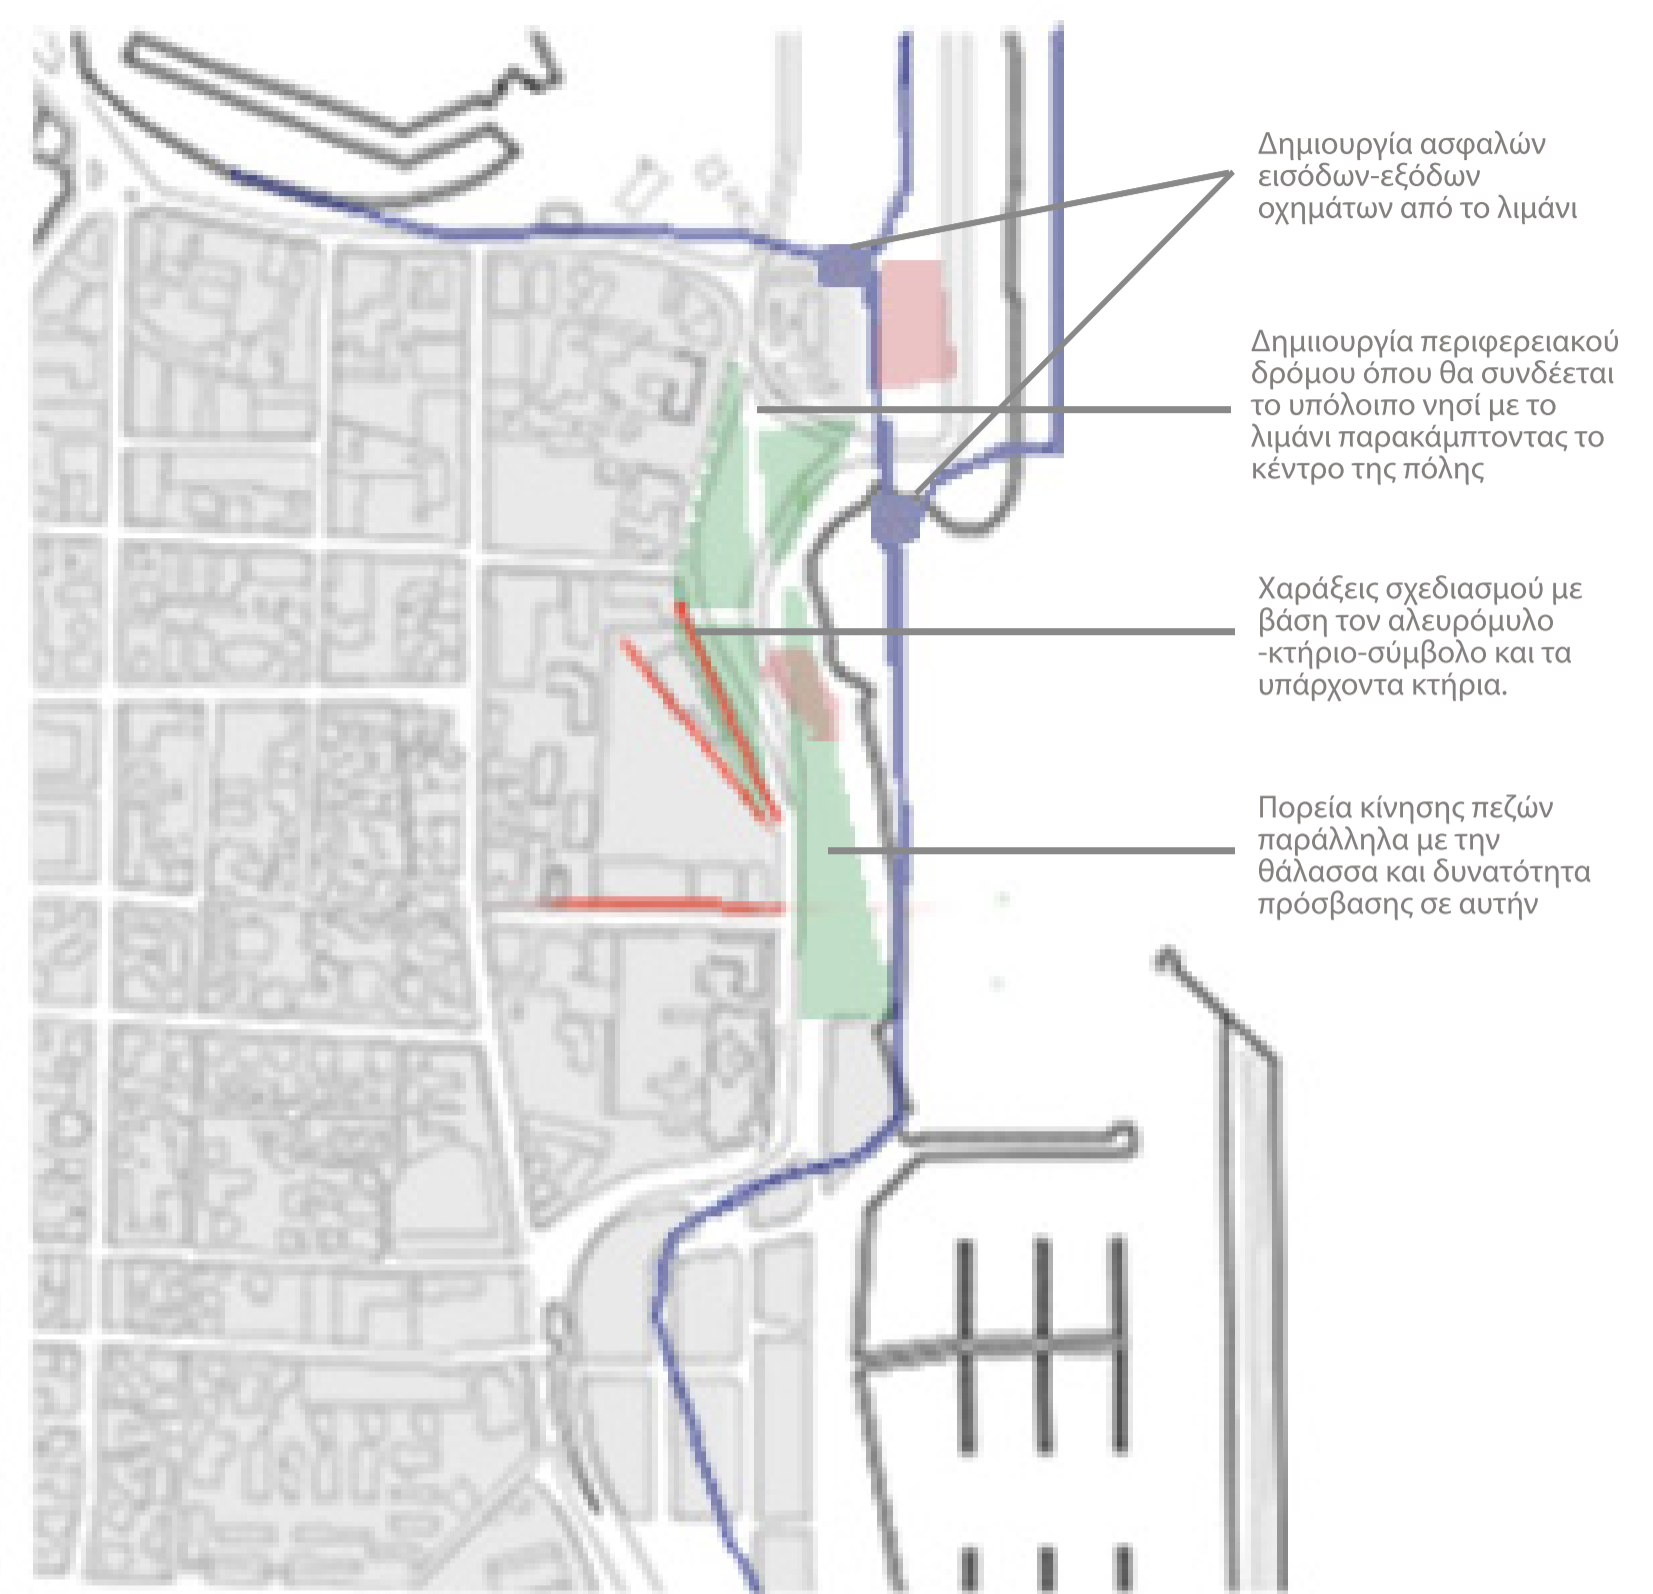 Δημιουργία ασφαλών
εισόδων-εξόδων
οχημάτων από το λιμάνι
Δημιιουργία περιφερειακού
δρόμου όπου θα συνδέεται
το υπόλοιπο νησί με το
λιμάνι παρακάμπτοντας το
κέντρο της πόλης
Χαράξεις σχεδιασμού με
βάση τον αλευρόμυλο
-κτήριο-σύμβολο και τα
υπάρχοντα κτήρια.
Πορεία κίνησης πεζών
παράλληλα με την
θάλασσα και δυνατότητα
πρόσβασης σε αυτήν